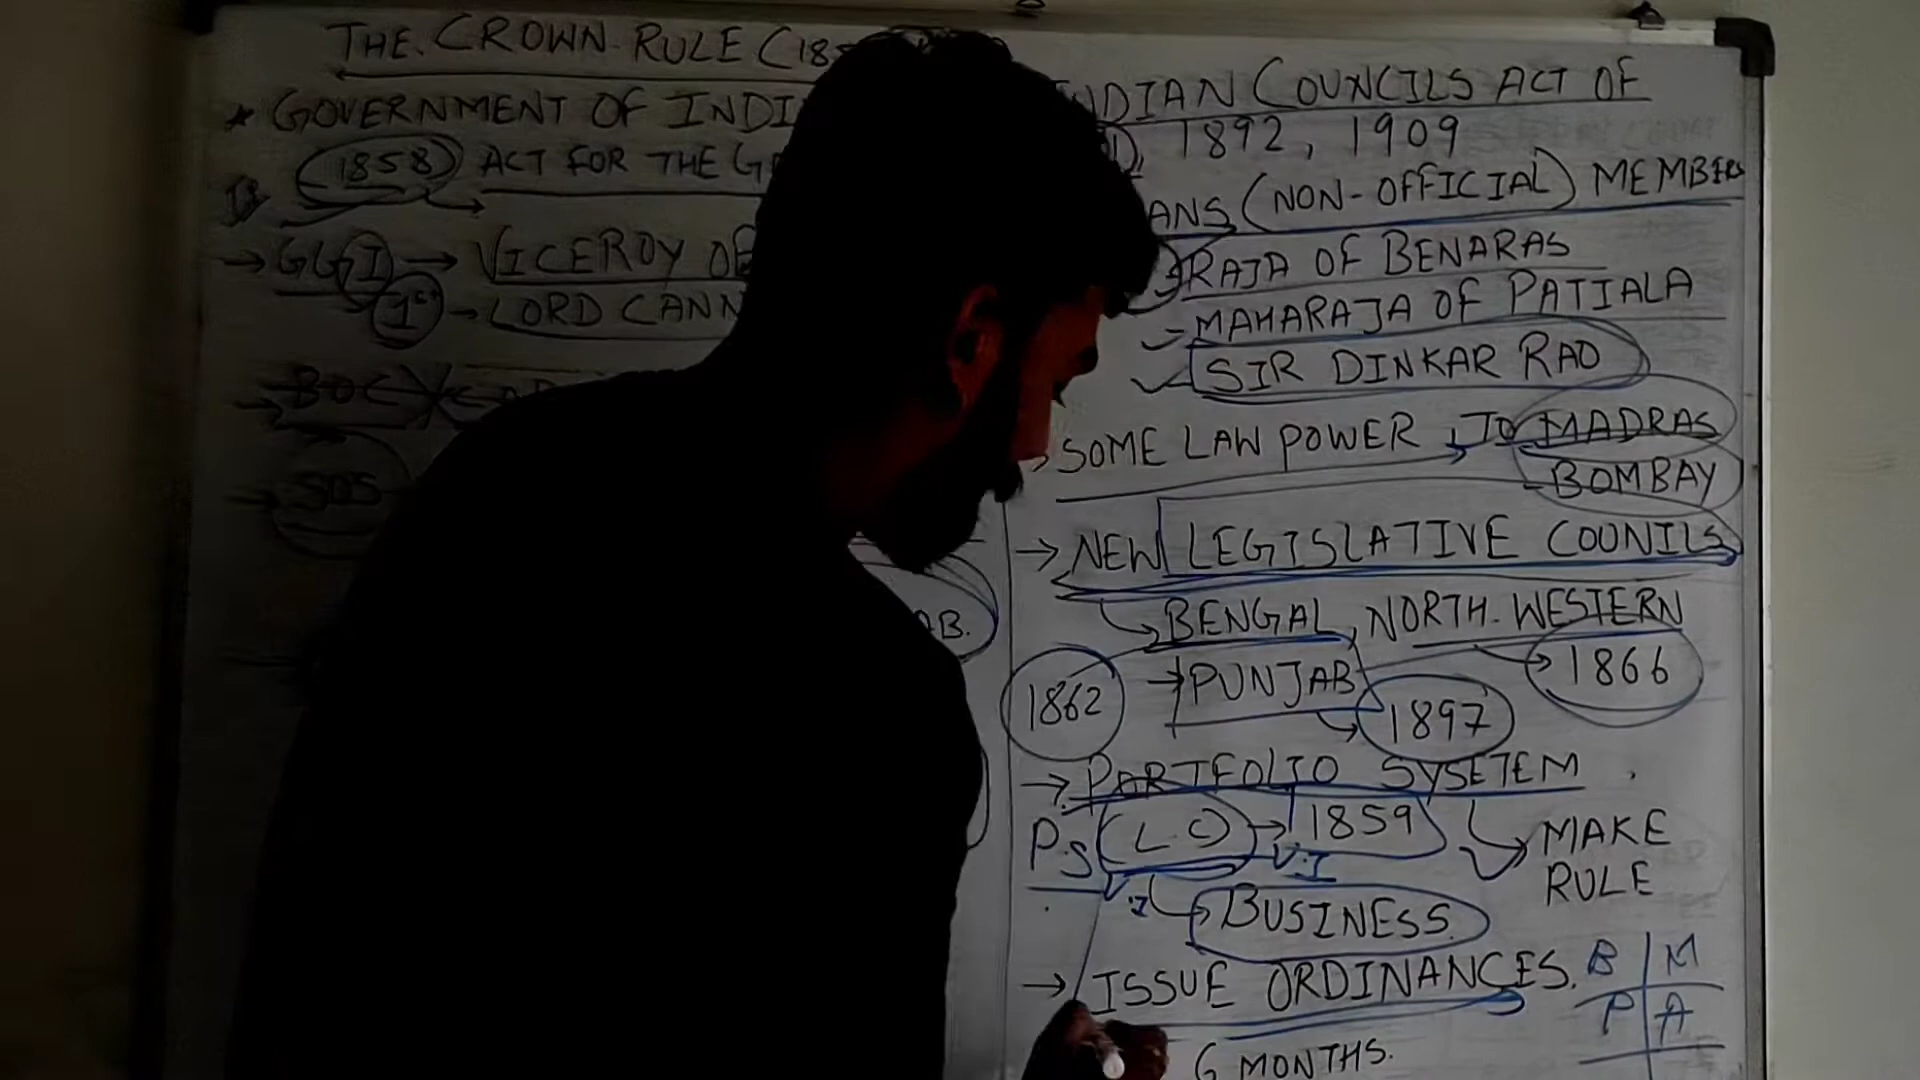 THE CROWN RULE (18
* GOVERNMENT OF INDI
1858 ACT FOR THE G
→ GGI → VICEROY OF
1st - LORD CANN
→ BOC
→ SOS
AB.
INDIAN COUNCILS ACT OF
1892, 1909
ANS (NON-OFFICIAL) MEMBERS
RAJA OF BENARAS
- MAHARAJA OF PATIALA
SIR DINKAR RAO
SOME LAW POWER TO MADRAS
- BOMBAY
→ NEW LEGISLATIVE COUNILS
BENGAL, NORTH-WESTERN
1862 → PUNJAB 1866
1897
→ PORTFOLIO SYSETEM
P.S (L.C) → 1859 MAKE
V.I RULE
V.I BUSINESS
→ ISSUE ORDINANCES. B M
P A
6 MONTHS.